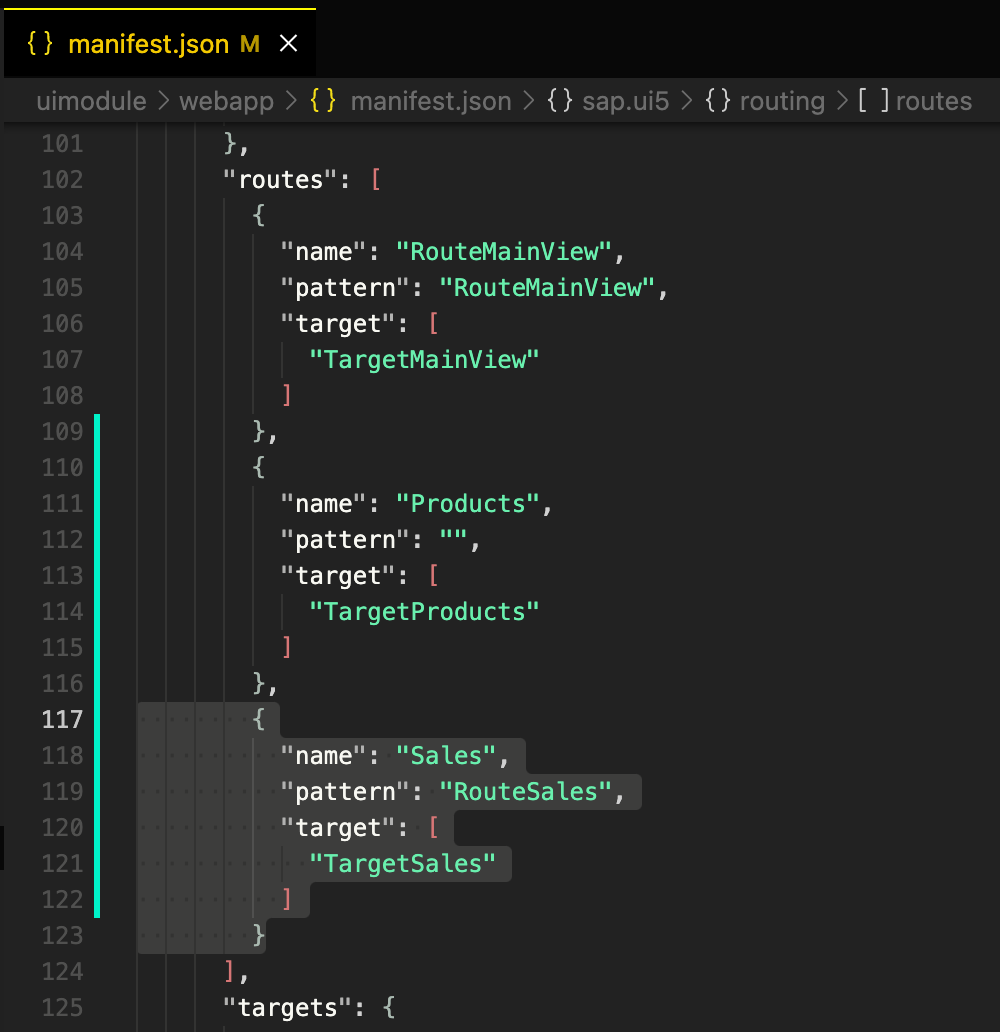 {} manifest.json M ×
uimodule > webapp > {} manifest.json > {} sap.ui5 > {} routing > [ ] routes
101 },
102 "routes": [
103 {
104 "name": "RouteMainView",
105 "pattern": "RouteMainView",
106 "target": [
107 "TargetMainView"
108 ]
109 },
110 {
111 "name": "Products",
112 "pattern": "",
113 "target": [
114 "TargetProducts"
115 ]
116 },
117 {
118 "name": "Sales",
119 "pattern": "RouteSales",
120 "target": [
121 "TargetSales"
122 ]
123 }
124 ],
125 "targets": {